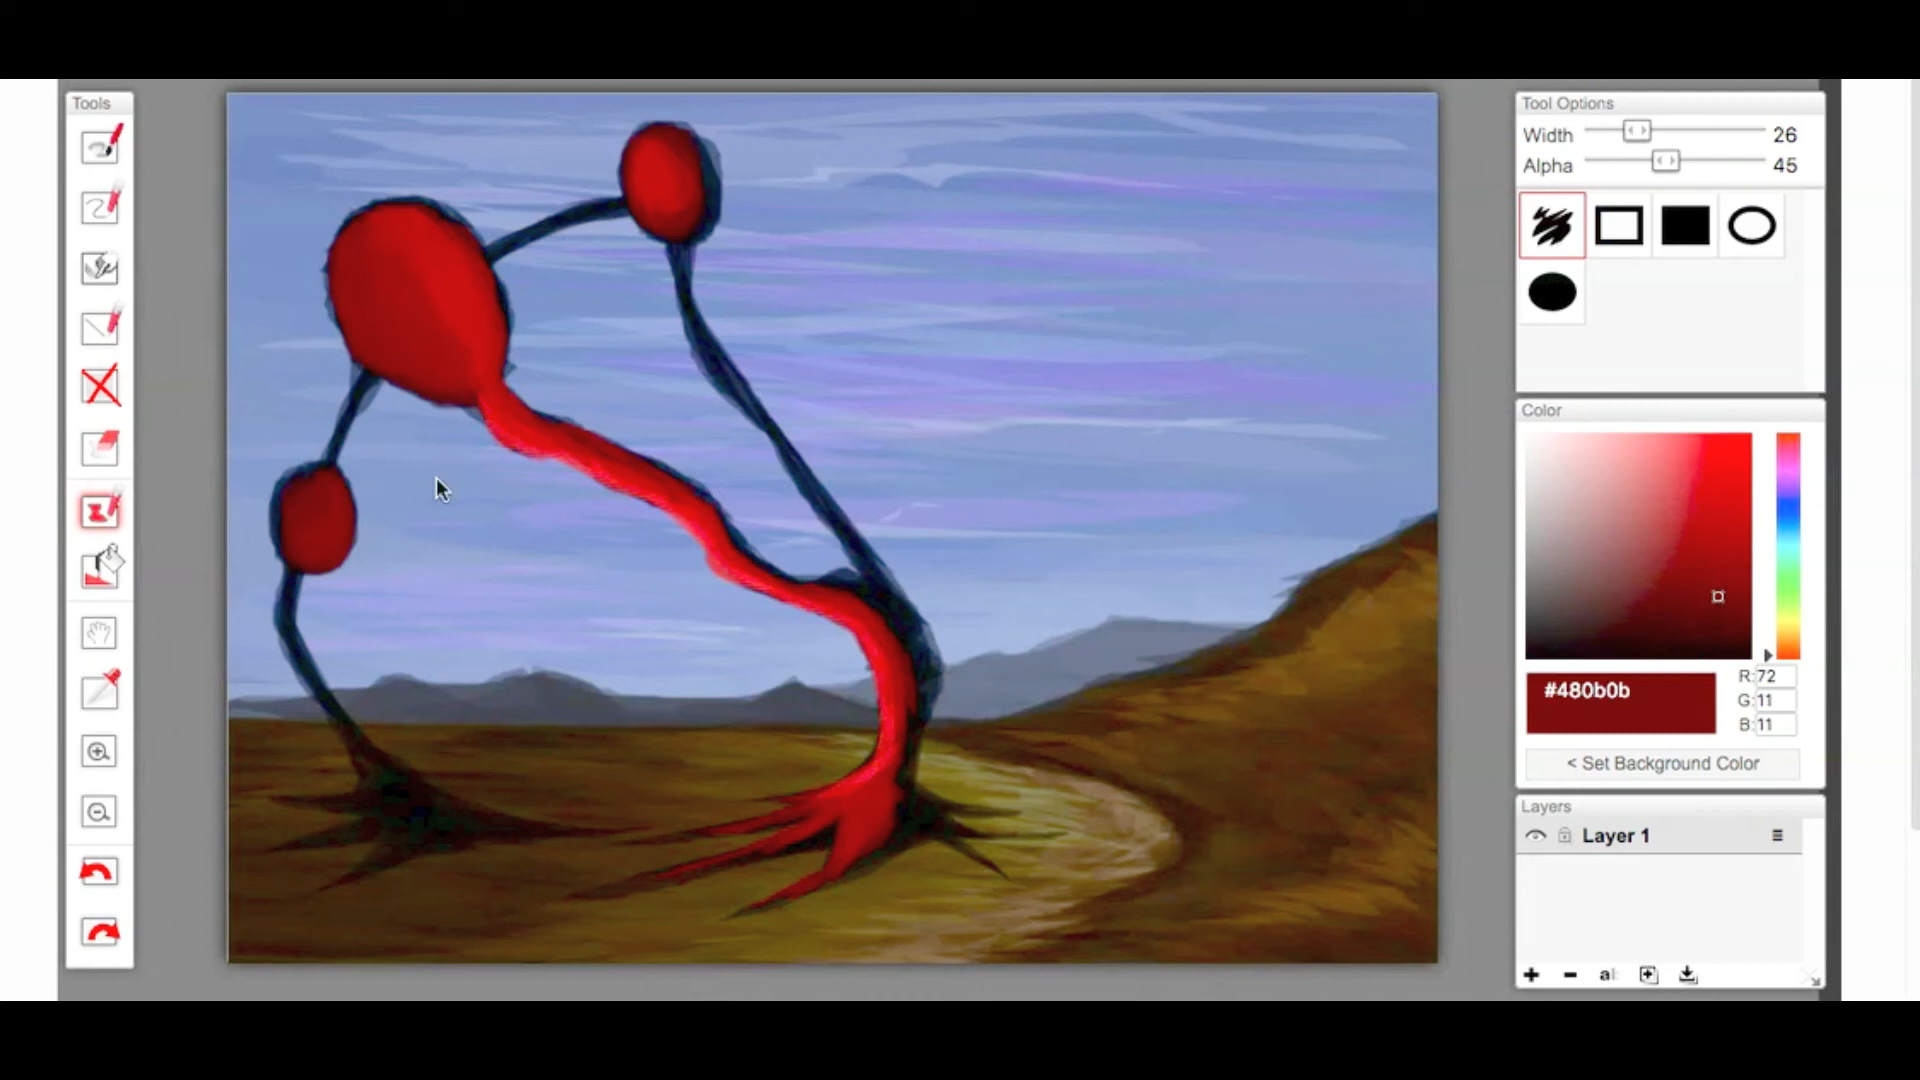 Tools
Tool Options
Width 26
Alpha 45
Color
#480b0b
R: 72
G: 11
B: 11
< Set Background Color
Layers
Layer 1